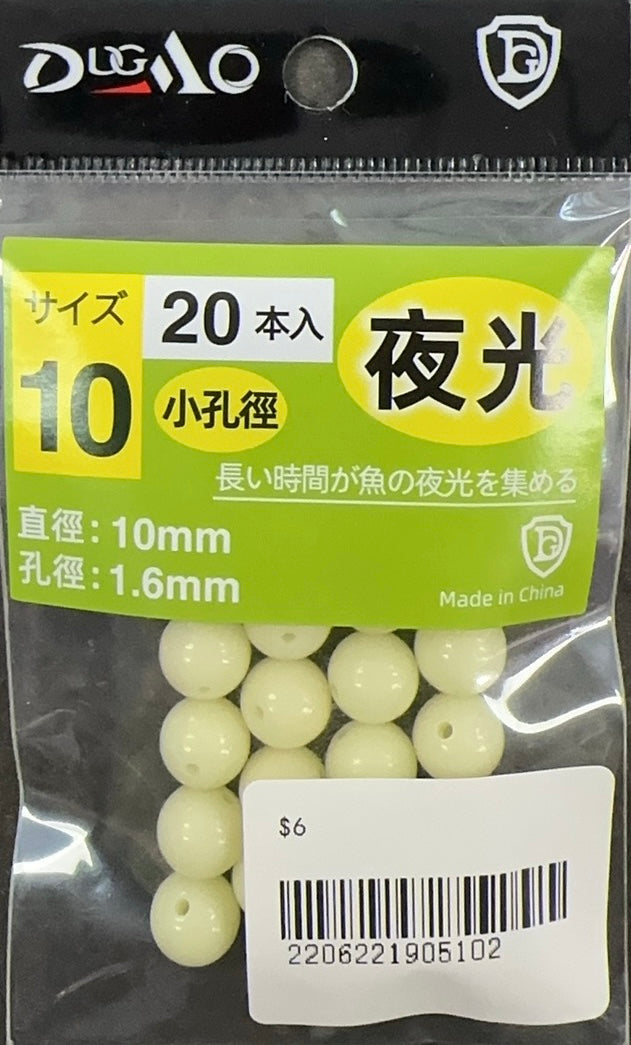 DUGMO
DG
サイズ
10
20 本入
小孔徑
夜光
長い時間が魚の夜光を集める
直徑：10mm
孔徑：1.6mm
DG
Made in China
$6
2206221905102